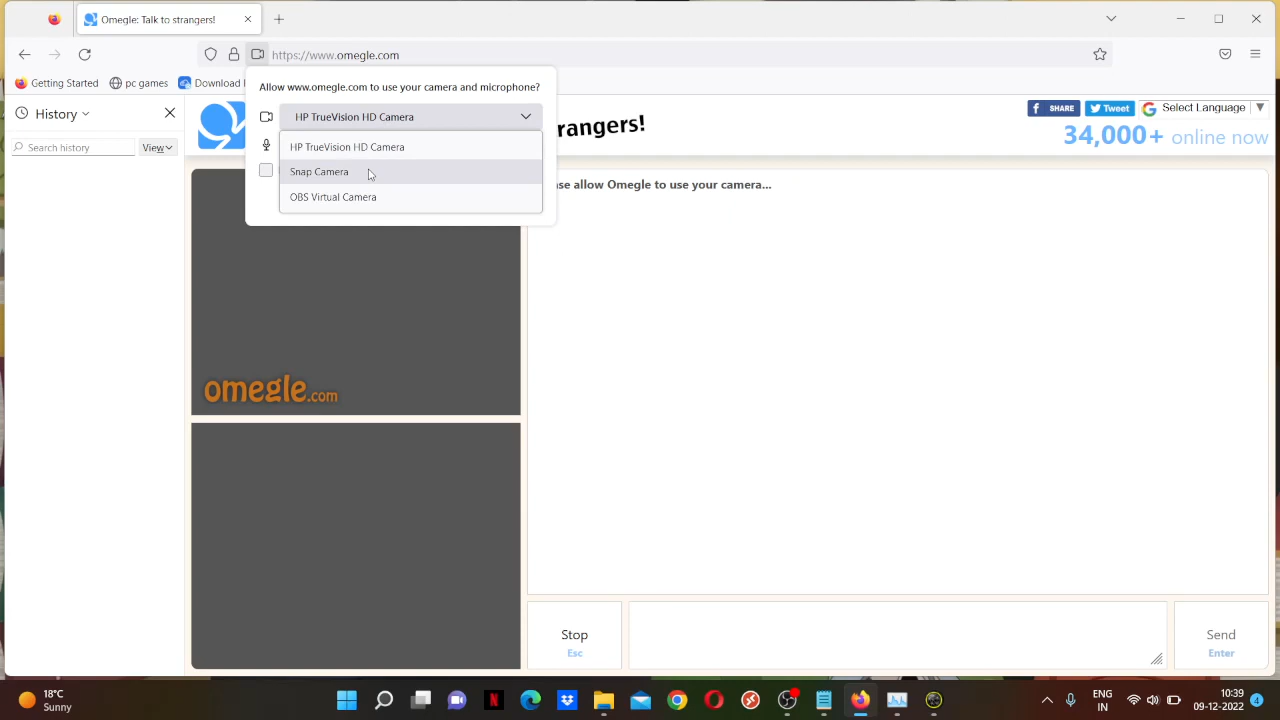 Omegle: Talk to strangers!
https://www.omegle.com
Getting Started
pc games
Download
Allow www.omegle.com to use your camera and microphone?
HP TrueVision HD Camera
HP TrueVision HD Camera
Snap Camera
OBS Virtual Camera
History
Search history
View
rangers!
SHARE
Tweet
Select Language
34,000+ online now
se allow Omegle to use your camera...
omegle.com
Stop
Esc
Send
Enter
18°C
Sunny
ENG
IN
10:39
09-12-2022
4